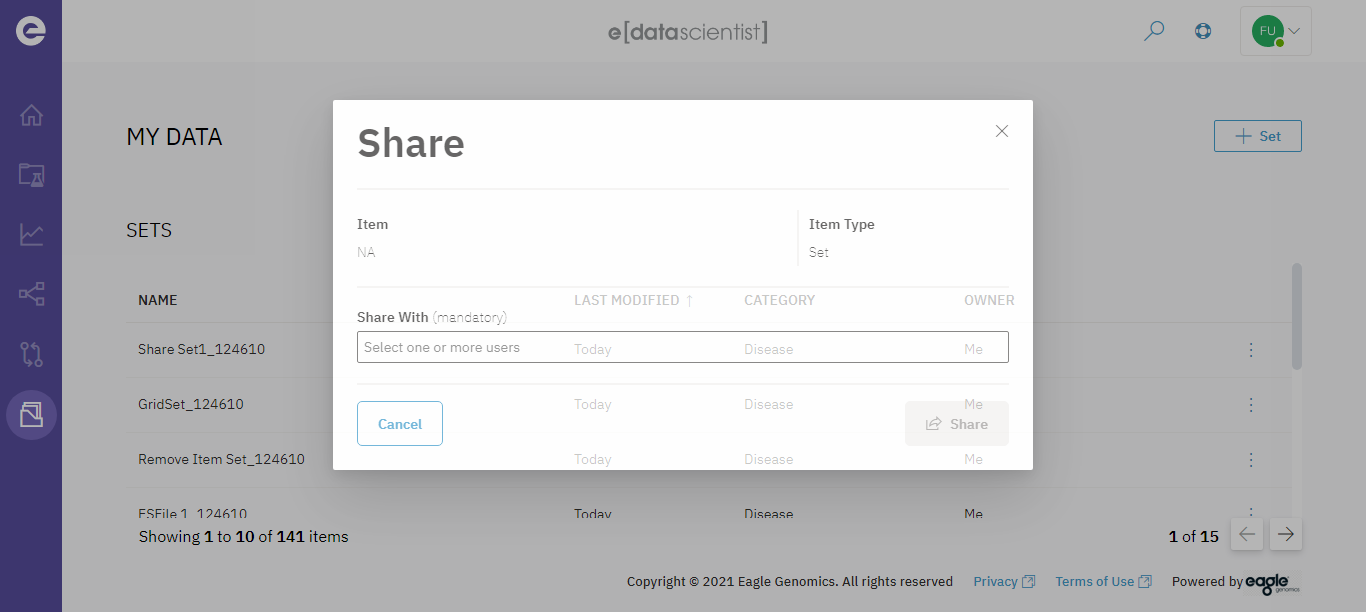 e[datascientist]
FU
MY DATA
Set
Share
SETS
Item
Item Type
NA
Set
NAME
LAST MODIFIED ↑
CATEGORY
OWNER
Share With (mandatory)
Select one or more users
Share Set1_124610
Today
Disease
Me
GridSet_124610
Today
Disease
Me
Cancel
Share
Remove Item Set_124610
Today
Disease
Me
ESFile 1_124610
Today
Disease
Me
Showing 1 to 10 of 141 items
1 of 15
Copyright © 2021 Eagle Genomics. All rights reserved
Privacy
Terms of Use
Powered by eagle genomics